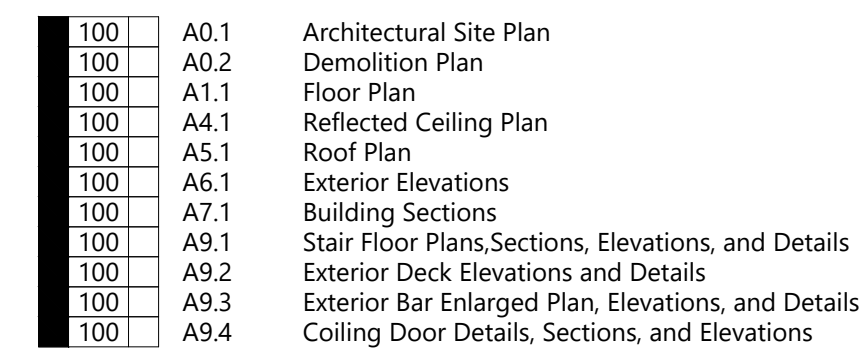 100 A0.1 Architectural Site Plan
100 A0.2 Demolition Plan
100 A1.1 Floor Plan
100 A4.1 Reflected Ceiling Plan
100 A5.1 Roof Plan
100 A6.1 Exterior Elevations
100 A7.1 Building Sections
100 A9.1 Stair Floor Plans,Sections, Elevations, and Details
100 A9.2 Exterior Deck Elevations and Details
100 A9.3 Exterior Bar Enlarged Plan, Elevations, and Details
100 A9.4 Coiling Door Details, Sections, and Elevations